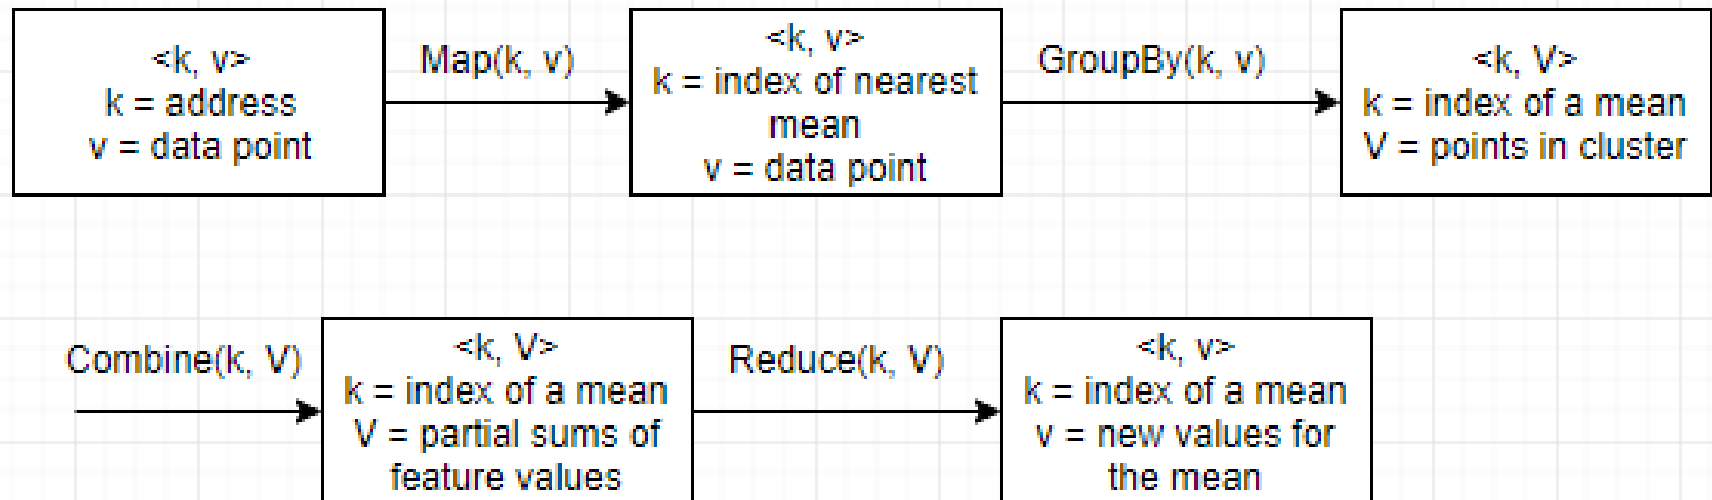 <k, v>
k = address
v = data point
Map(k, v)
<k, v>
k = index of nearest
mean
v = data point
GroupBy(k, v)
<k, V>
k = index of a mean
V = points in cluster
Combine(k, V)
<k, V>
k = index of a mean
V = partial sums of
feature values
Reduce(k, V)
<k, v>
k = index of a mean
v = new values for
the mean